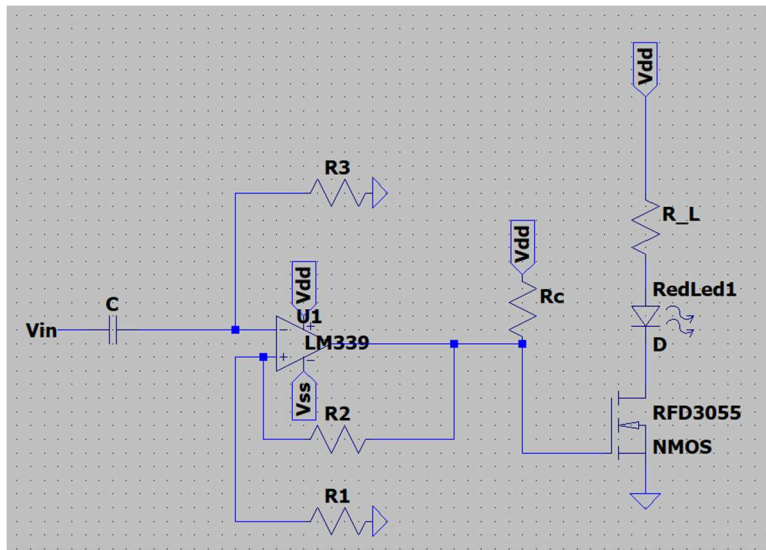 Vdd
R3
R_L
Vdd
Vdd
Rc
RedLed1
C
U1
Vin
LM339
D
Vss
R2
RFD3055
NMOS
R1